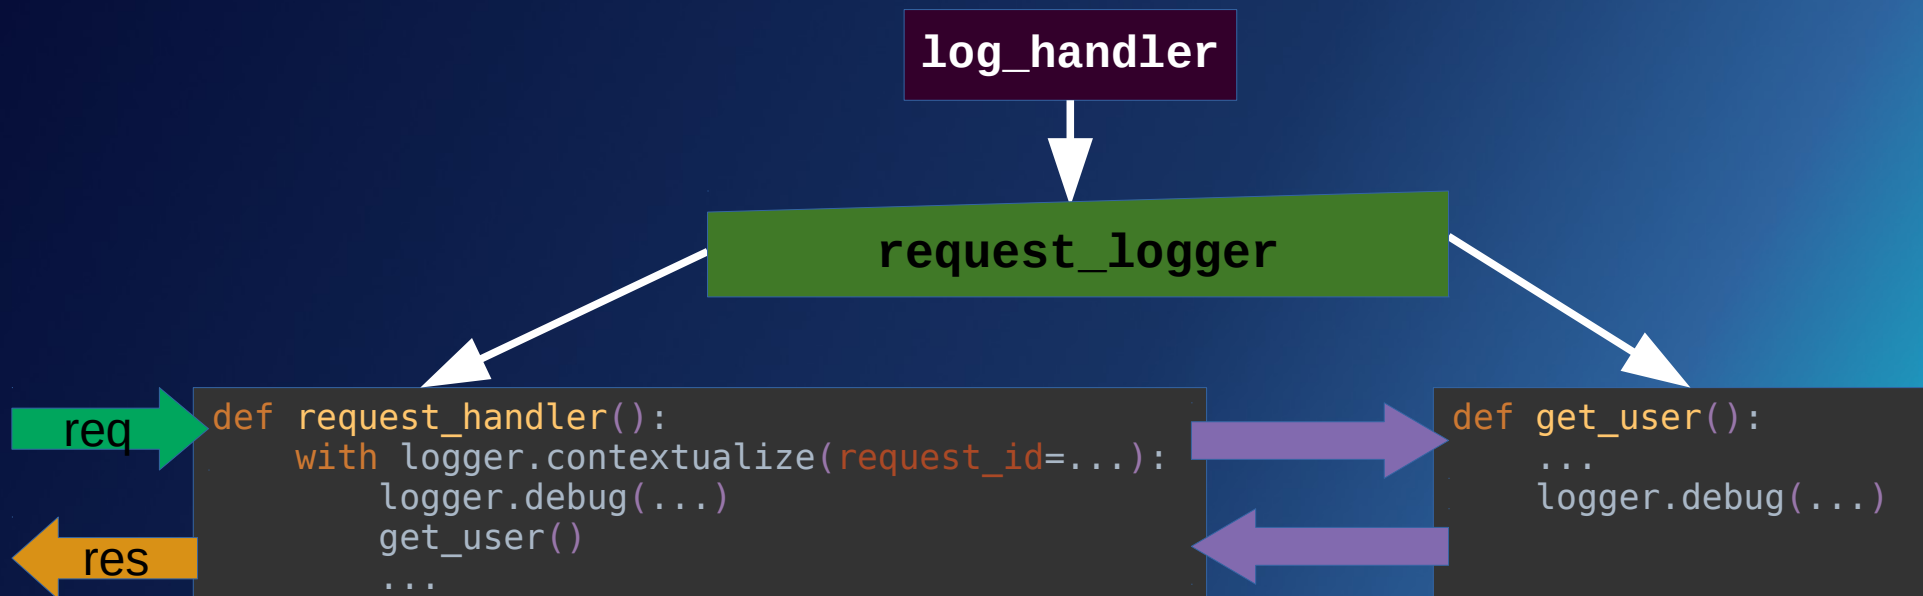 log_handler
request_logger
req
def request_handler():
    with logger.contextualize(request_id=...):
        logger.debug(...)
        get_user()
        ...
res
def get_user():
    ...
    logger.debug(...)